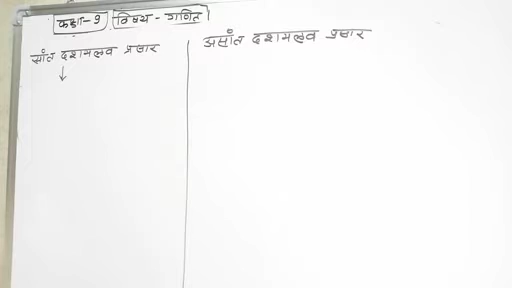 कक्षा-9 विषय-गणित
सांत दशमलव प्रसार
असांत दशमलव प्रसार